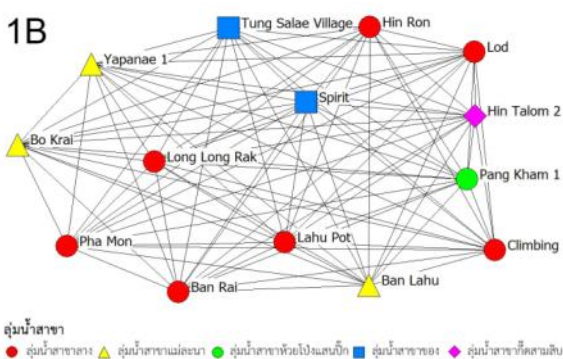 1B
Tung Salae Village
Hin Ron
Lod
Yapanae 1
Spirit
Hin Talom 2
Bo Krai
Long Long Rak
Pang Kham 1
Pha Mon
Lahu Pot
Climbing
Ban Rai
Ban Lahu
ลุ่มน้ำสาขา
ลุ่มน้ำสาขาลาง ลุ่มน้ำสาขาแม่ละนา ลุ่มน้ำสาขาห้วยโป่งแสนปิ๊ก ลุ่มน้ำสาขาของ ลุ่มน้ำสาขากึ๊ดสามสิบ